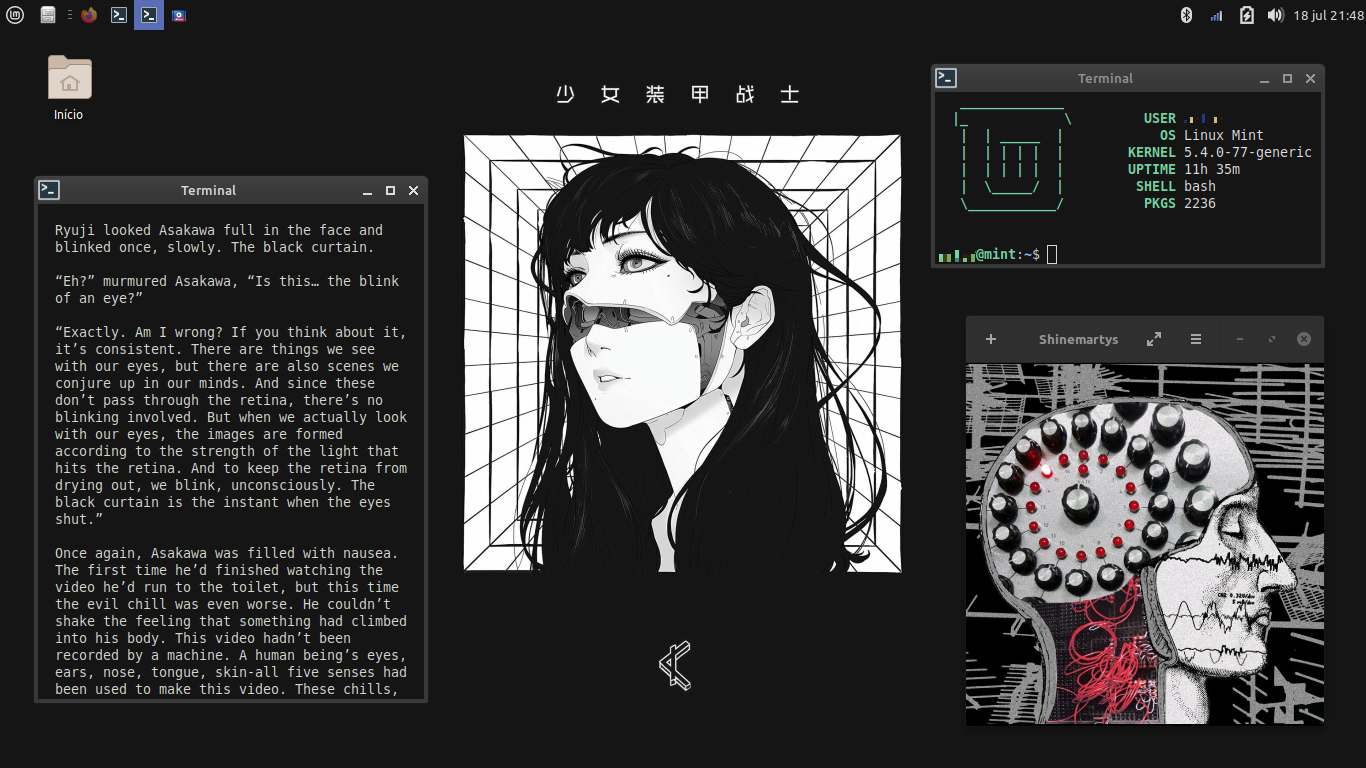 18 jul 21:48
Início
少女装甲战士
Terminal
Ryuji looked Asakawa full in the face and
blinked once, slowly. The black curtain.
“Eh?” murmured Asakawa, “Is this… the blink
of an eye?”
“Exactly. Am I wrong? If you think about it,
it’s consistent. There are things we see
with our eyes, but there are also scenes we
conjure up in our minds. And since these
don’t pass through the retina, there’s no
blinking involved. But when we actually look
with our eyes, the images are formed
according to the strength of the light that
hits the retina. And to keep the retina from
drying out, we blink, unconsciously. The
black curtain is the instant when the eyes
shut.”
Once again, Asakawa was filled with nausea.
The first time he’d finished watching the
video he’d run to the toilet, but this time
the evil chill was even worse. He couldn’t
shake the feeling that something had climbed
into his body. This video hadn’t been
recorded by a machine. A human being’s eyes,
ears, nose, tongue, skin-all five senses had
been used to make this video. These chills,
Terminal
USER
OS Linux Mint
KERNEL 5.4.0-77-generic
UPTIME 11h 35m
SHELL bash
PKGS 2236
@mint:~$
Shinemartys